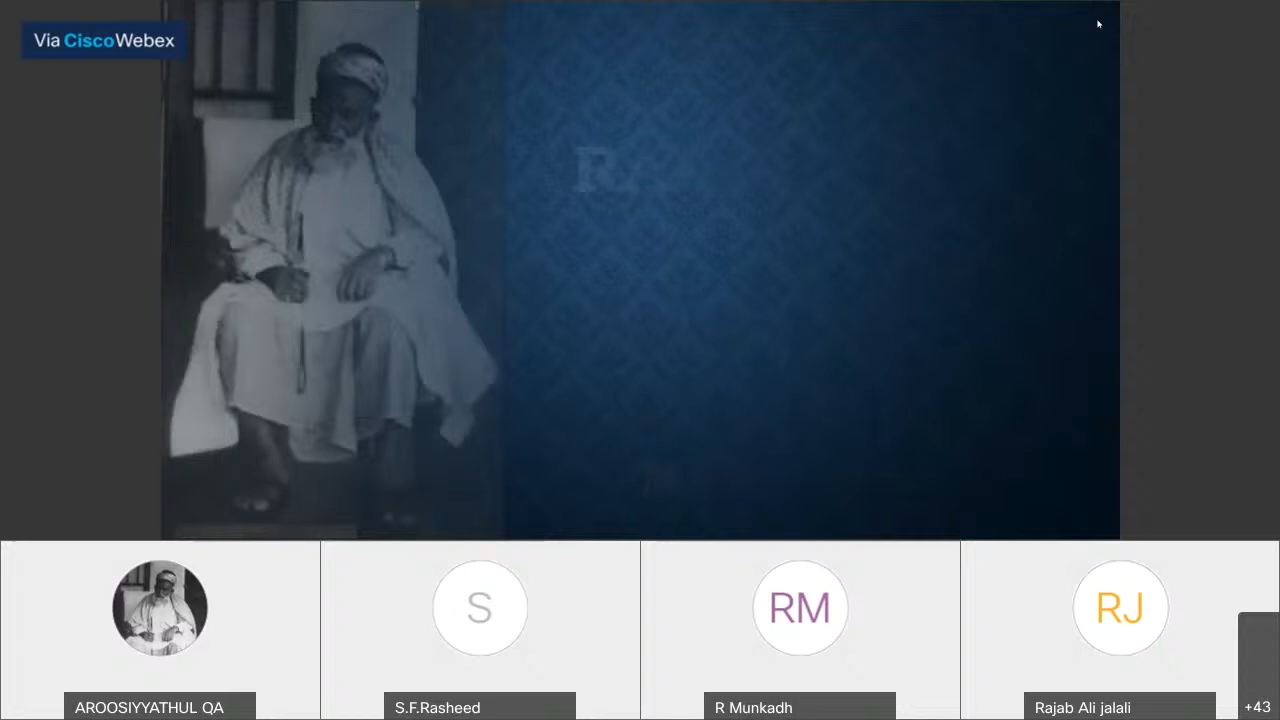 Via CiscoWebex
R
S
RM
RJ
AROOSIYYATHUL QA
S.F.Rasheed
R Munkadh
Rajab Ali jalali
+43